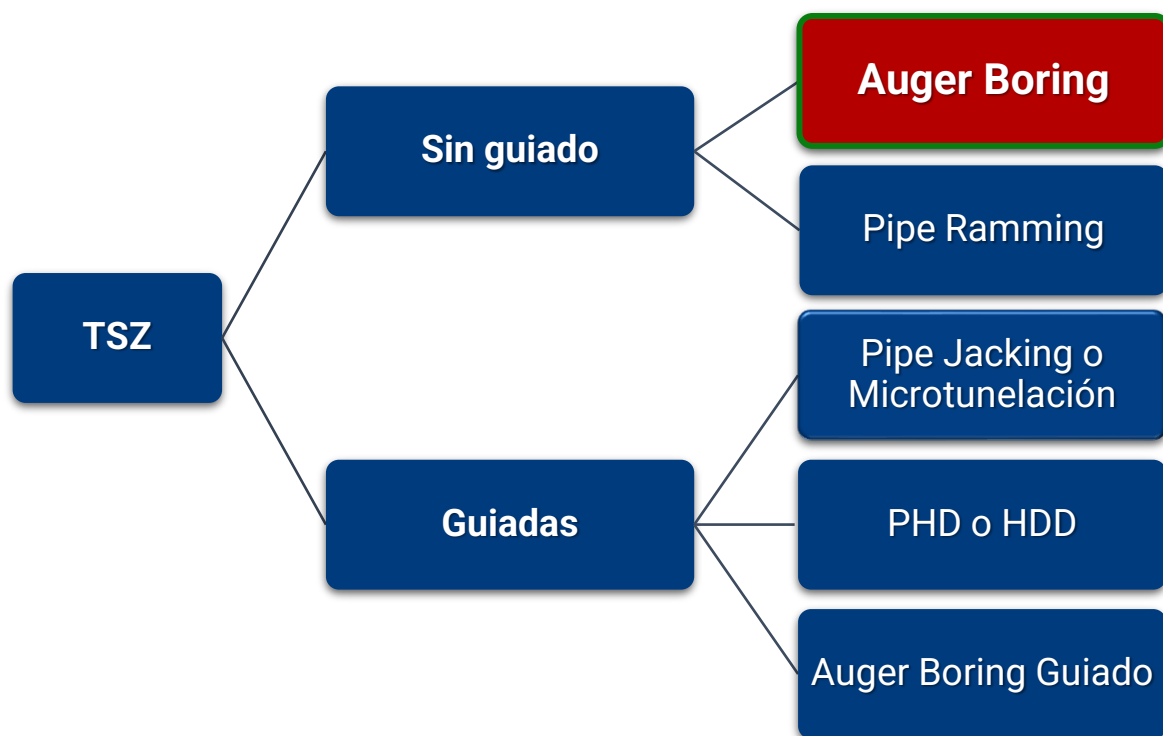 Auger Boring
Sin guiado
Pipe Ramming
TSZ
Pipe Jacking o
Microtunelación
Guiadas
PHD o HDD
Auger Boring Guiado